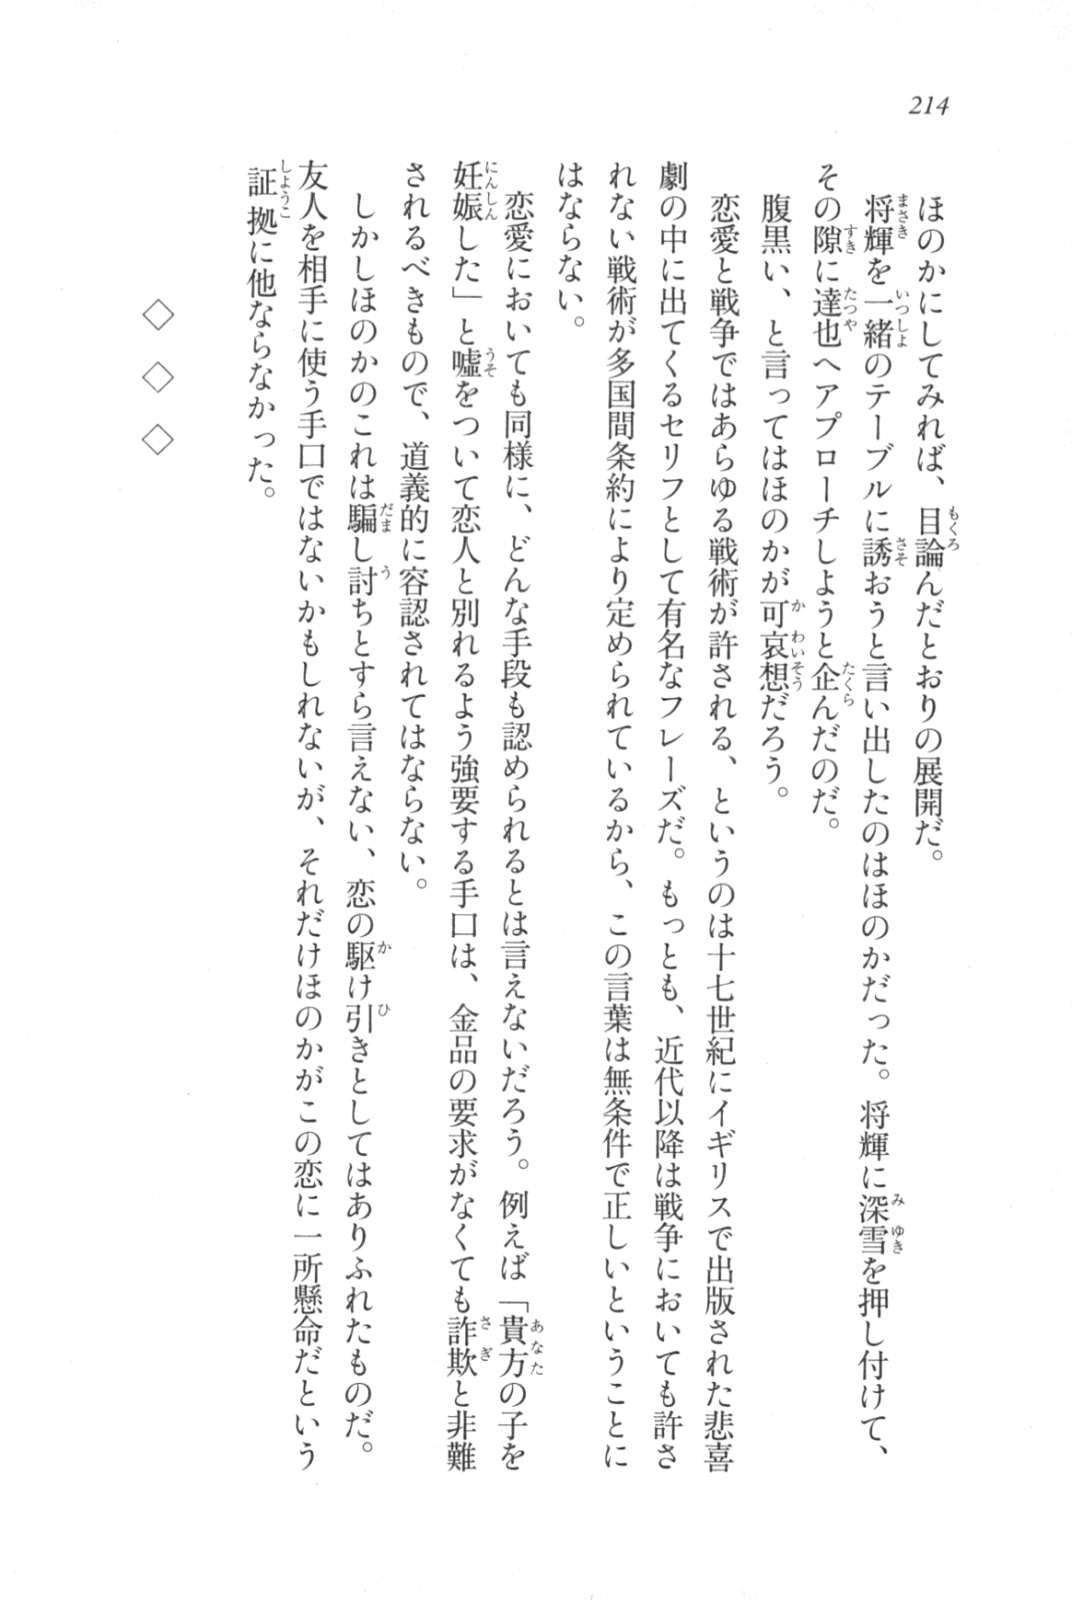 214
ほのかにしてみれば、目論んだとおりの展開だ。
将輝を一緒のテーブルに誘おうと言い出したのはほのかだった。将輝に深雪を押し付けて、
その隙に達也へアプローチしようと企んだのだ。
腹黒い、と言ってはほのかが可哀想だろう。
恋愛と戦争ではあらゆる戦術が許される、というのは十七世紀にイギリスで出版された悲喜
劇の中に出てくるセリフとして有名なフレーズだ。もっとも、近代以降は戦争においても許さ
れない戦術が多国間条約により定められているから、この言葉は無条件で正しいということに
はならない。
恋愛においても同様に、どんな手段も認められるとは言えないだろう。例えば「貴方の子を
妊娠した」と嘘をついて恋人と別れるよう強要する手口は、金品の要求がなくても詐欺と非難
されるべきもので、道義的に容認されてはならない。
しかしほのかのこれは騙し討ちとすら言えない、恋の駆け引きとしてはありふれたものだ。
友人を相手に使う手口ではないかもしれないが、それだけほのかがこの恋に一所懸命だという
証拠に他ならなかった。
◇ ◇ ◇